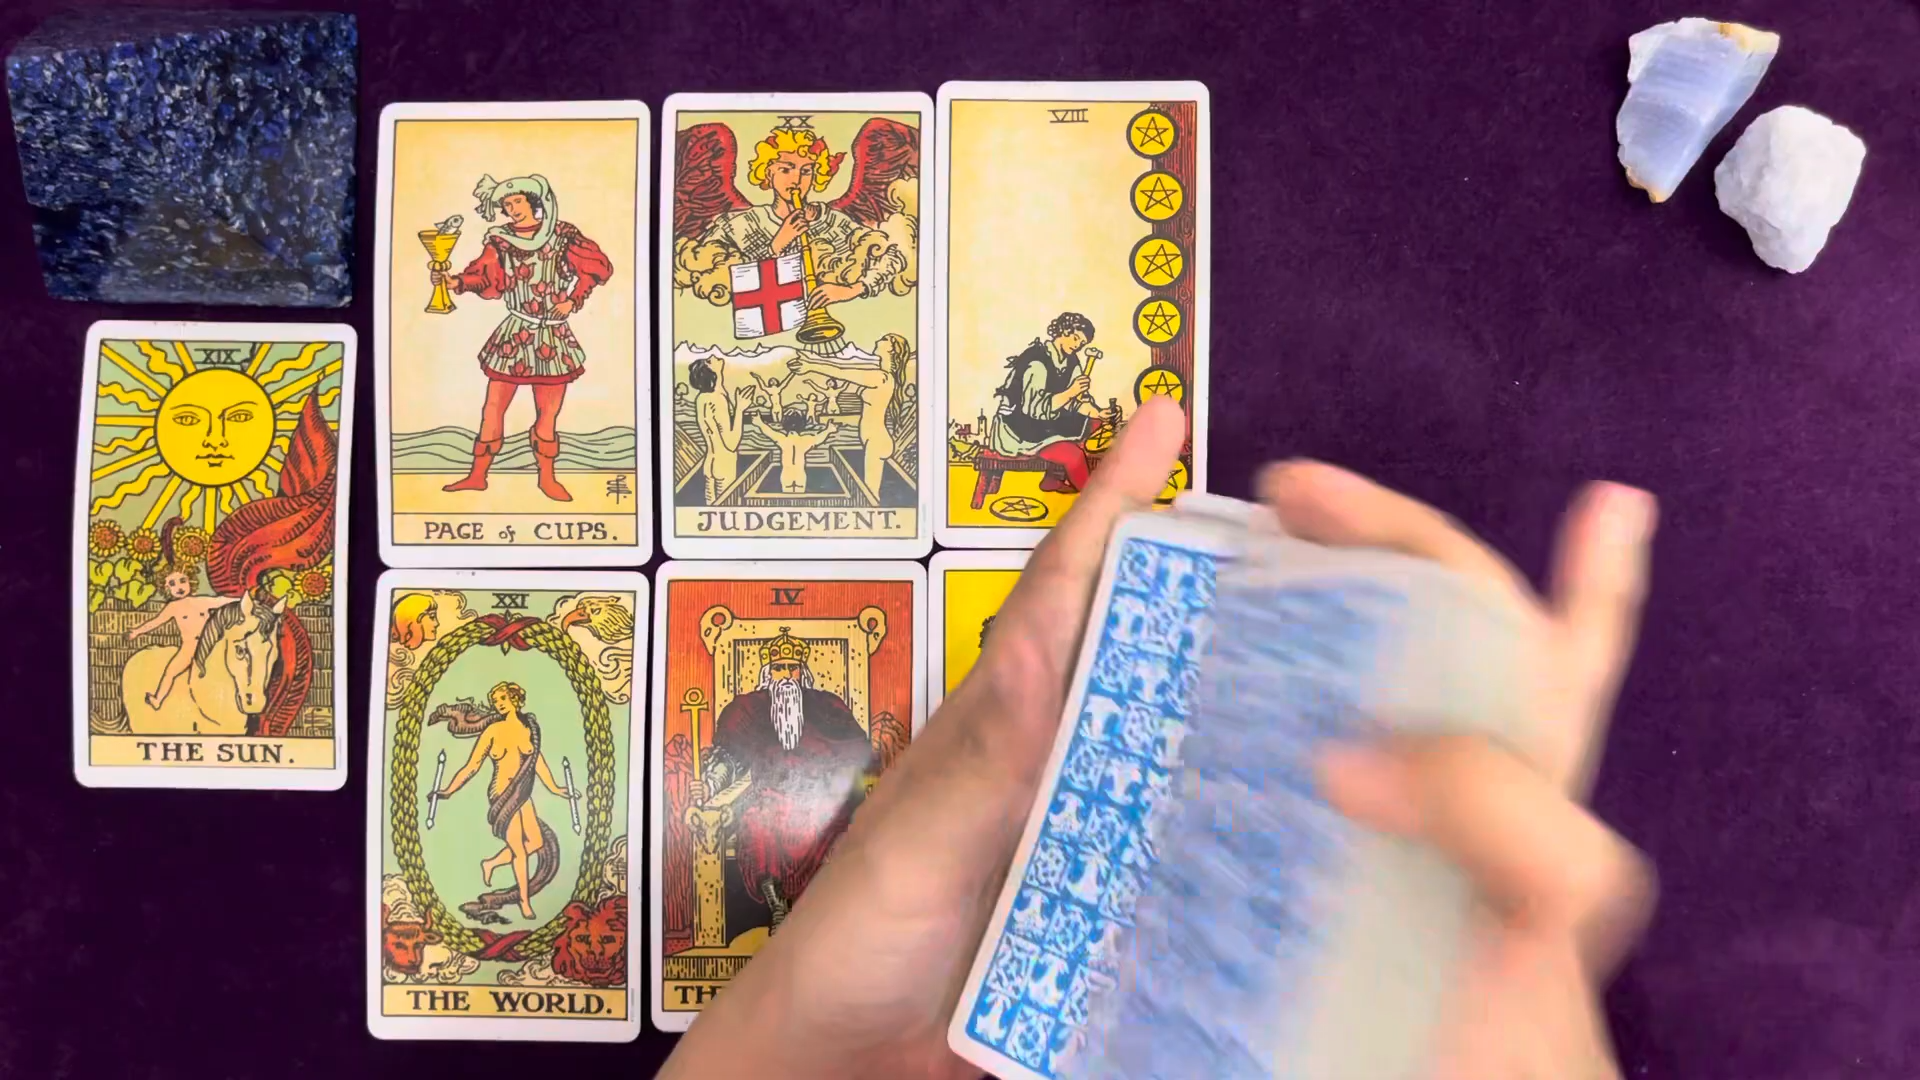 XIX
THE SUN.
PAGE of CUPS.
XX
JUDGEMENT.
VIII
XXI
THE WORLD.
IV